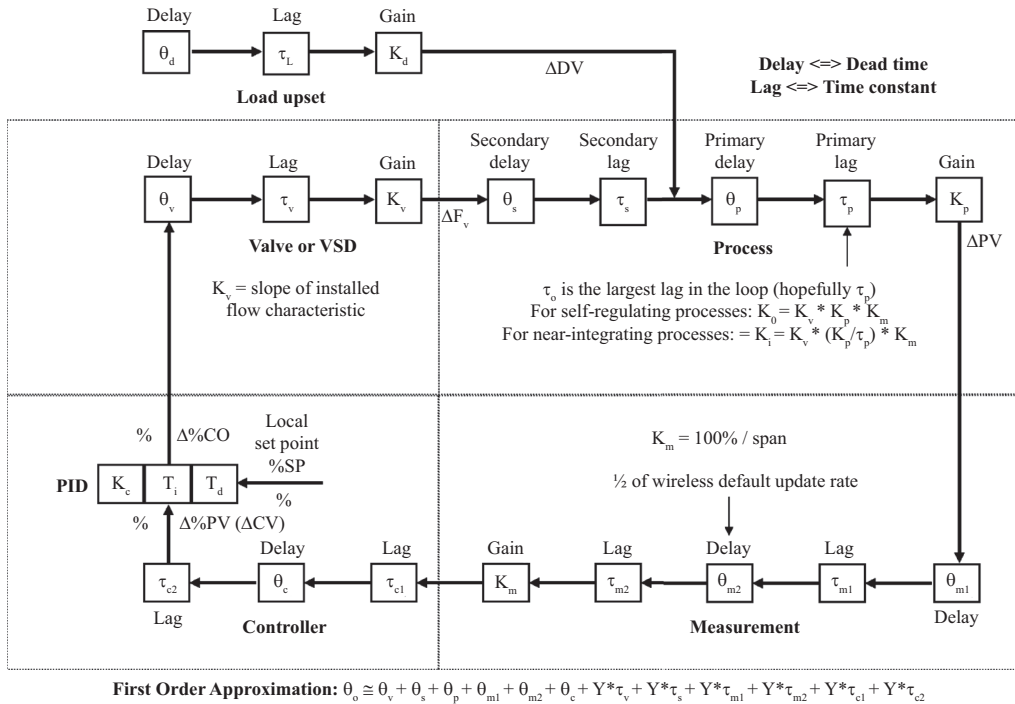 Delay
Lag
Gain
θd
τL
Kd
ΔDV
Load upset
Delay <=> Dead time
Lag <=> Time constant
Delay
Lag
Gain
θv
τv
Kv
ΔFv
Valve or VSD
Kv = slope of installed
flow characteristic
Secondary
delay
Secondary
lag
Primary
delay
Primary
lag
Gain
θs
τs
θp
τp
Kp
ΔPV
Process
τo is the largest lag in the loop (hopefully τp)
For self-regulating processes: K0 = Kv * Kp * Km
For near-integrating processes: = Ki = Kv * (Kp/τp) * Km
% Δ%CO
Local
set point
%SP
%
PID
Kc
Ti
Td
% Δ%PV (ΔCV)
Km = 100% / span
½ of wireless default update rate
τc2
Lag
Delay
θc
Lag
τc1
Controller
Gain
Km
Lag
τm2
Delay
θm2
Lag
τm1
θm1
Delay
Measurement
First Order Approximation: θo ≅ θv + θs + θp + θm1 + θm2 + θc + Y*τv + Y*τs + Y*τm1 + Y*τm2 + Y*τc1 + Y*τc2